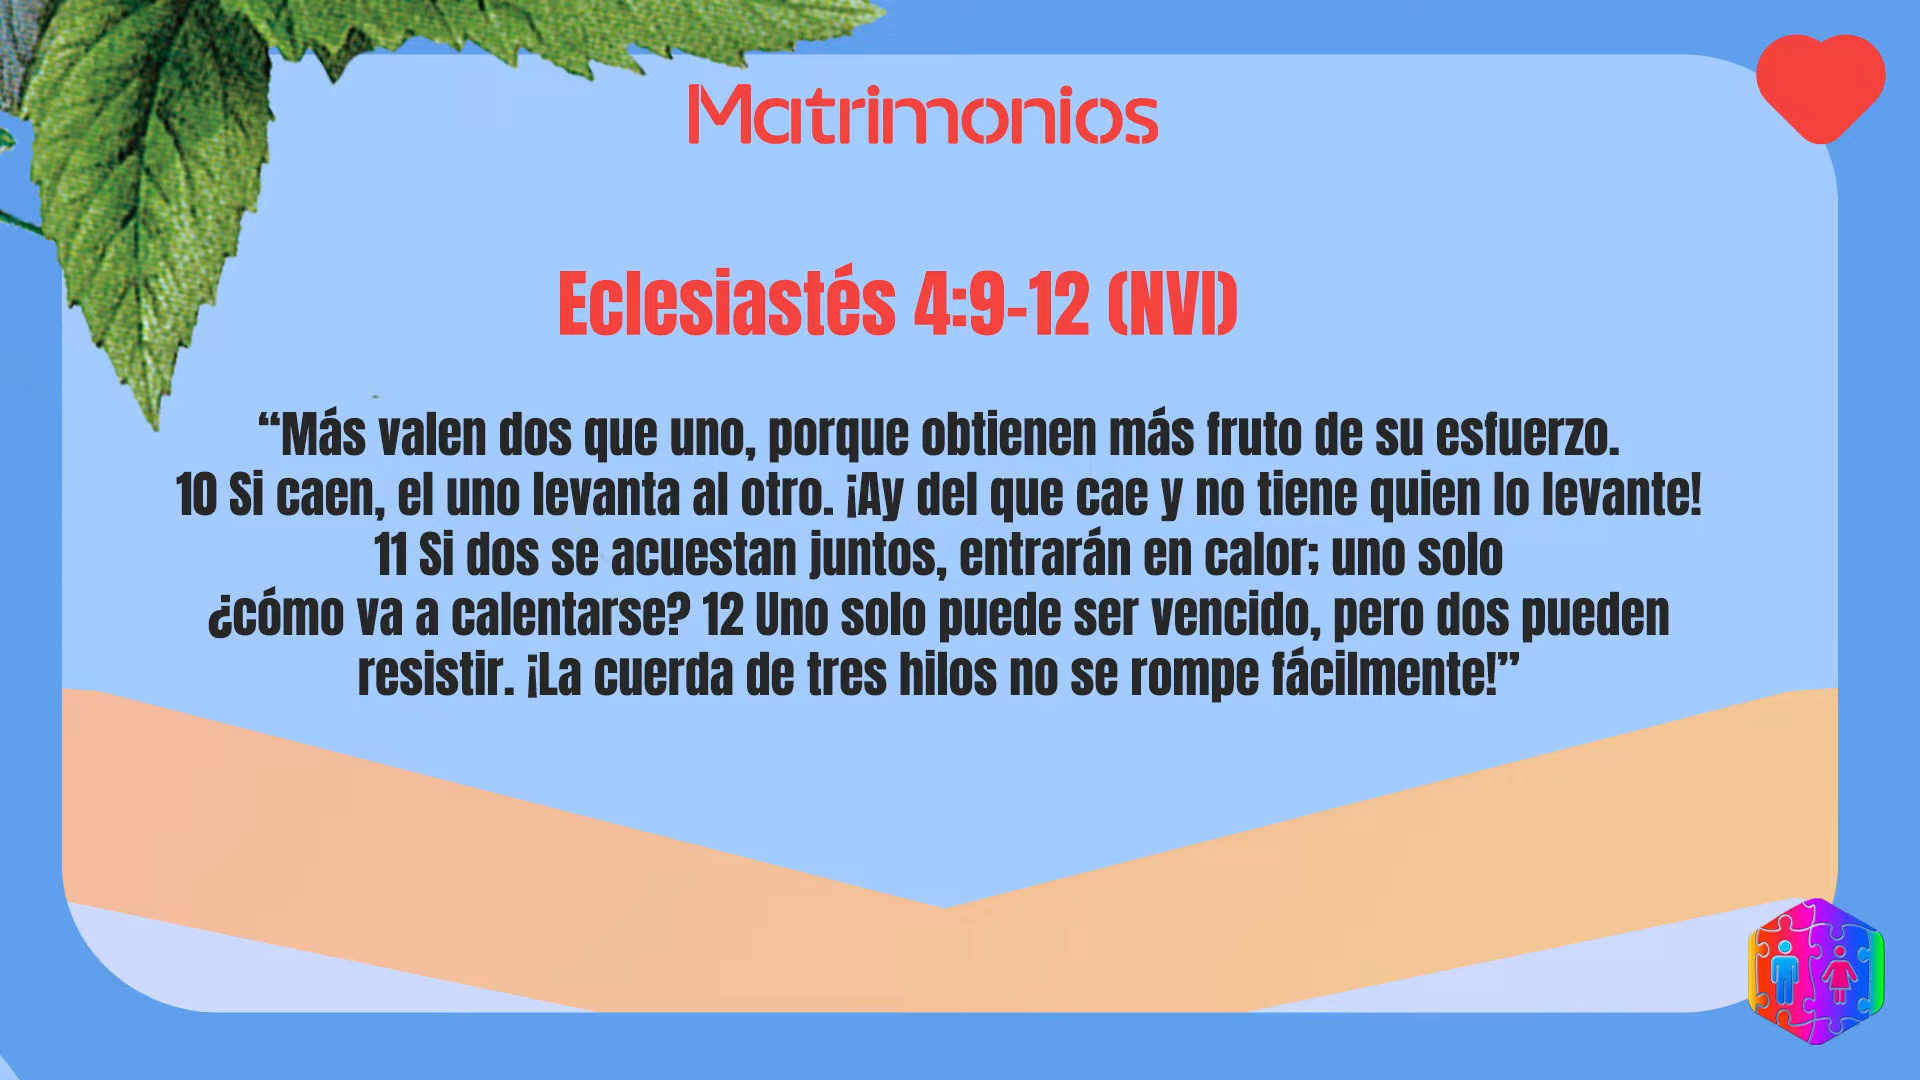 Matrimonios
Eclesiastés 4:9-12 (NVI)
“Más valen dos que uno, porque obtienen más fruto de su esfuerzo.
10 Si caen, el uno levanta al otro. ¡Ay del que cae y no tiene quien lo levante!
11 Si dos se acuestan juntos, entrarán en calor; uno solo
¿cómo va a calentarse? 12 Uno solo puede ser vencido, pero dos pueden
resistir. ¡La cuerda de tres hilos no se rompe fácilmente!”